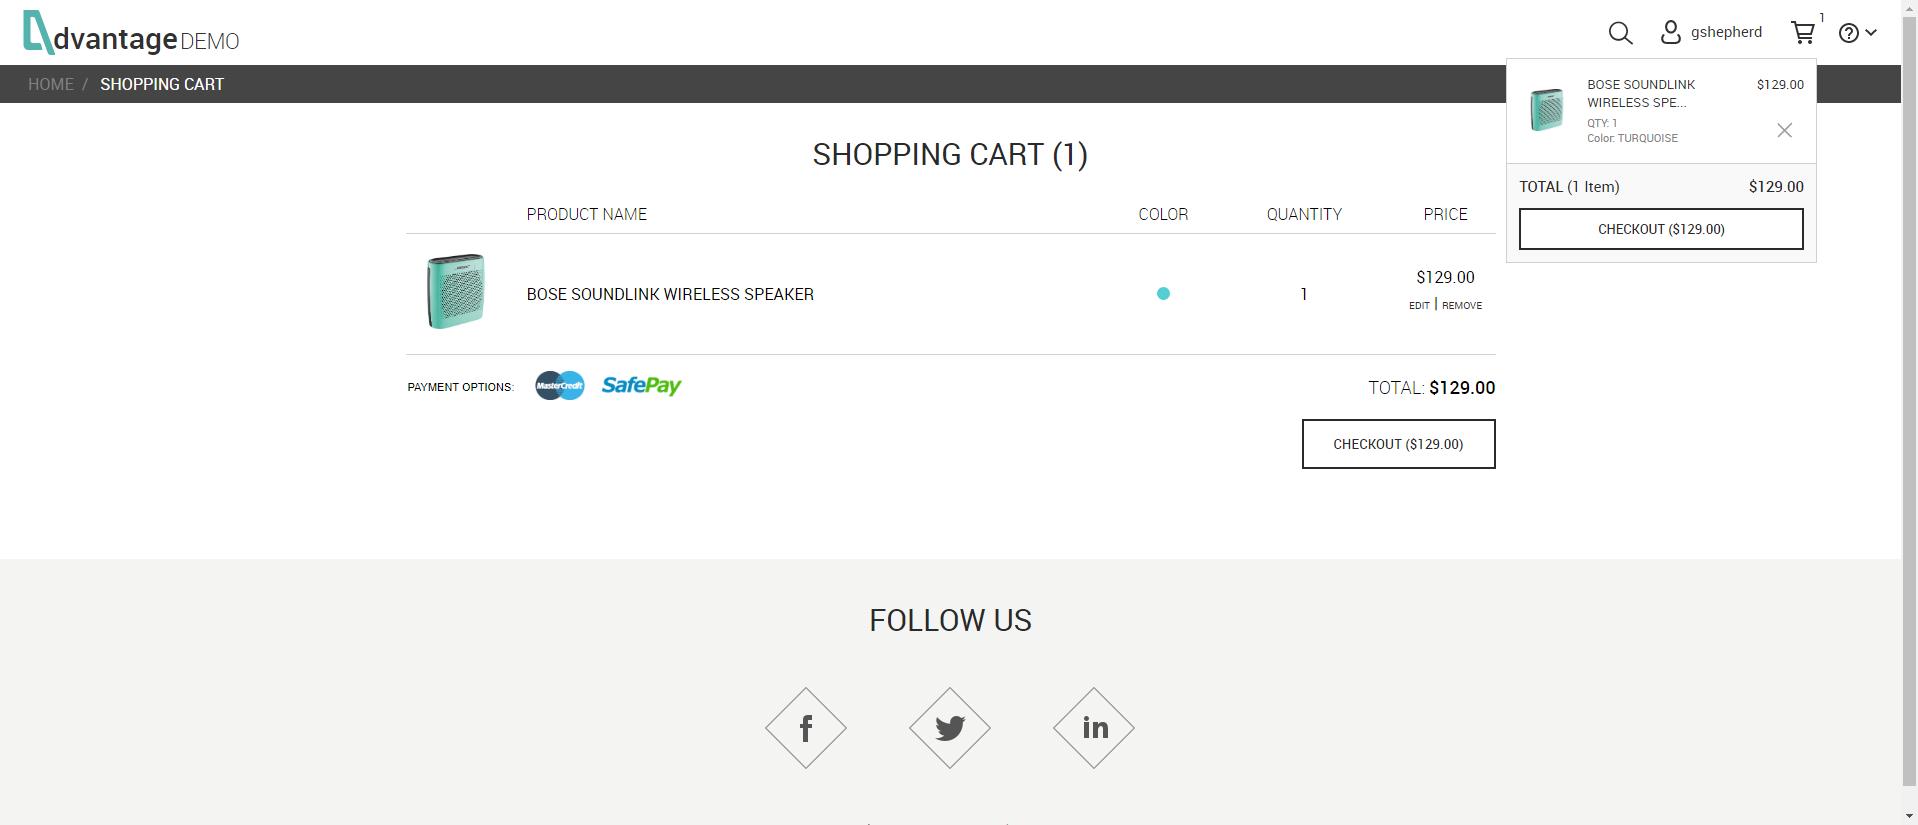 dvantage DEMO
gshepherd
1
HOME / SHOPPING CART
BOSE SOUNDLINK
WIRELESS SPE...
$129.00
QTY: 1
Color: TURQUOISE
TOTAL (1 Item) $129.00
CHECKOUT ($129.00)
SHOPPING CART (1)
PRODUCT NAME COLOR QUANTITY PRICE
BOSE SOUNDLINK WIRELESS SPEAKER 1 $129.00
EDIT | REMOVE
PAYMENT OPTIONS: MasterCredit SafePay TOTAL: $129.00
CHECKOUT ($129.00)
FOLLOW US
f
in